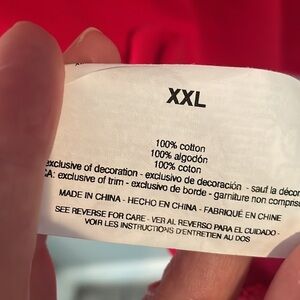 XXL
100% cotton
100% algodón
100% coton
exclusive of decoration - exclusivo de decoración - sauf la décor
CA: exclusive of trim - exclusivo de borde - garniture non compris
MADE IN CHINA - HECHO EN CHINA - FABRIQUÉ EN CHINE
SEE REVERSE FOR CARE - VER AL REVERSO PARA EL CUIDADO -
VOIR LES INSTRUCTIONS D'ENTRETIEN AU DOS